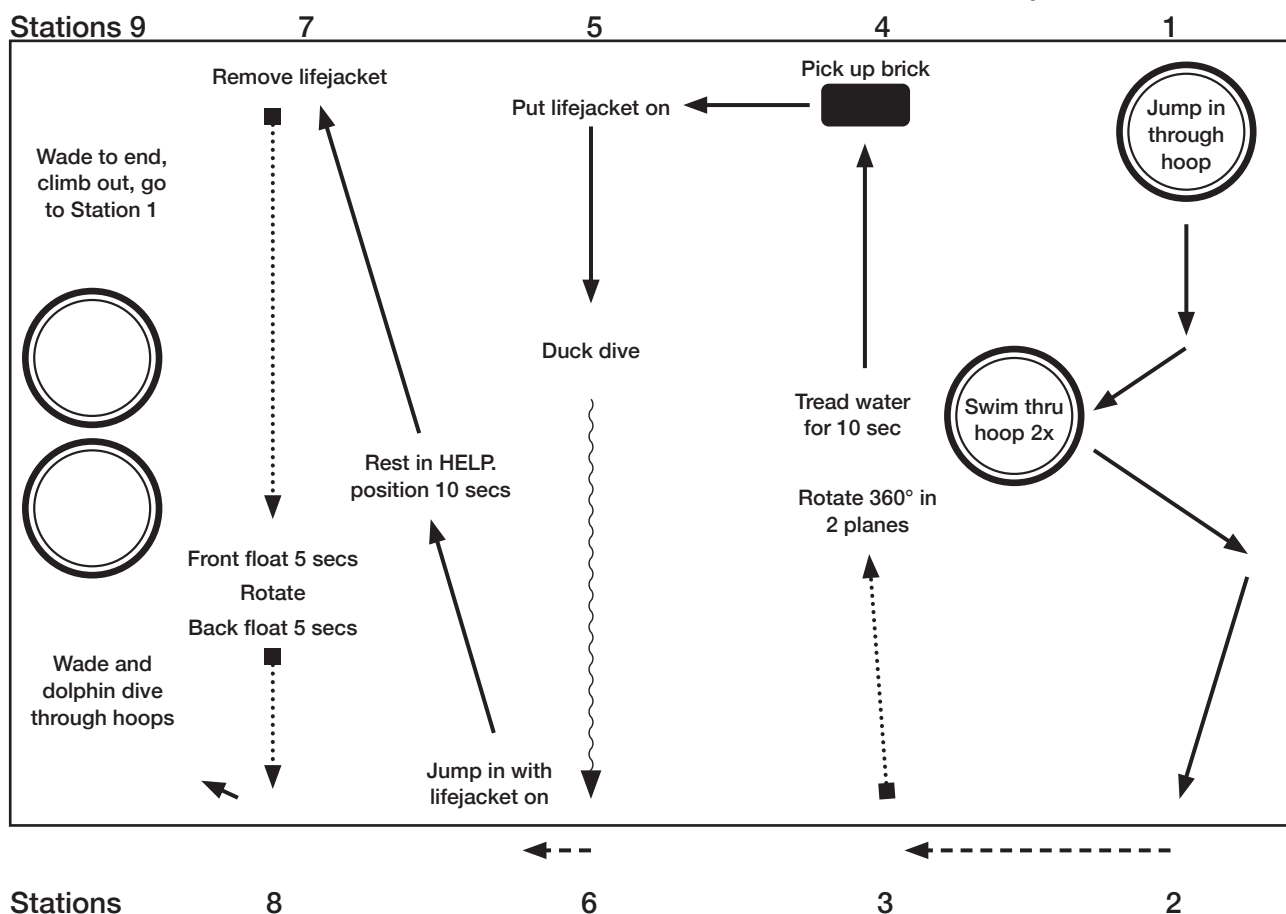 Stations 9 7 5 4 1
Remove lifejacket
Pick up brick
Put lifejacket on
Jump in
through
hoop
Wade to end,
climb out, go
to Station 1
Duck dive
Tread water
for 10 sec
Swim thru
hoop 2x
Rest in HELP.
position 10 secs
Rotate 360° in
2 planes
Front float 5 secs
Rotate
Back float 5 secs
Wade and
dolphin dive
through hoops
Jump in with
lifejacket on
Stations 8 6 3 2